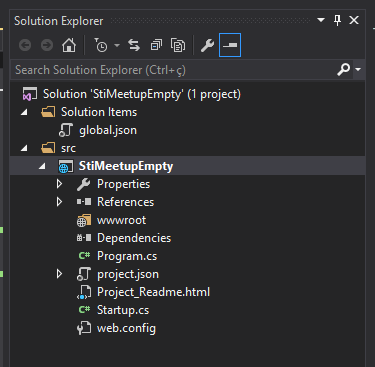 Solution Explorer
Search Solution Explorer (Ctrl+ç)
Solution 'StiMeetupEmpty' (1 project)
Solution Items
global.json
src
StiMeetupEmpty
Properties
References
wwwroot
Dependencies
Program.cs
project.json
Project_Readme.html
Startup.cs
web.config